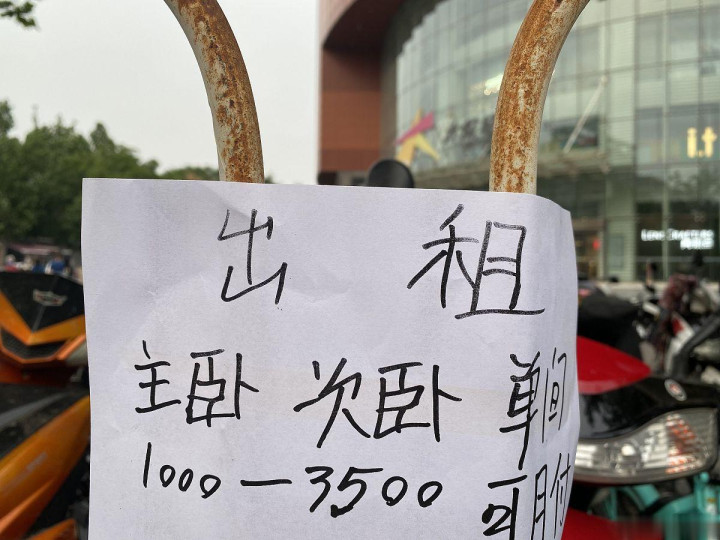 出 租
主卧 次卧 单间
1000-3500 可月付
i.t